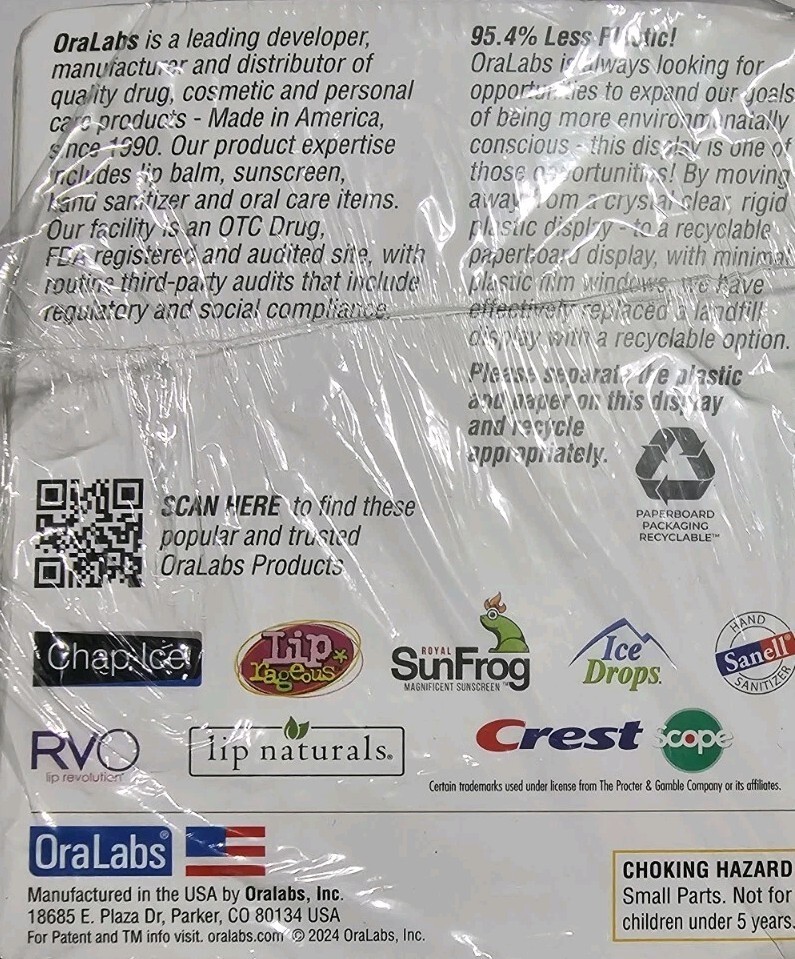 OraLabs is a leading developer,
manufacturer and distributor of
quality drug, cosmetic and personal
care products - Made in America,
since 1990. Our product expertise
includes lip balm, sunscreen,
hand sanitizer and oral care items.
Our facility is an OTC Drug,
FDA registered and audited site, with
routine third-party audits that include
regulatory and social compliance.
95.4% Less Plastic!
OraLabs is always looking for
opportunities to expand our goals
of being more environmenatally
conscious - this display is one of
those opportunities! By moving
away from a crystal clear, rigid
plastic display - to a recyclable
paperboard display, with minimal
plastic film windows, we have
effectively replaced a landfill
display with a recyclable option.
Please separate the plastic
and paper on this display
and recycle
appropriately.
PAPERBOARD
PACKAGING
RECYCLABLE™
SCAN HERE to find these
popular and trusted
OraLabs Products
Chap-Ice
Lip
rageous
ROYAL
SunFrog
MAGNIFICENT SUNSCREEN™
Ice
Drops.
HAND
Sanell
SANITIZER
RVO
lip revolution
lip naturals®
Crest
Scope
Certain trademarks used under license from The Procter & Gamble Company or its affiliates.
OraLabs®
Manufactured in the USA by Oralabs, Inc.
18685 E. Plaza Dr, Parker, CO 80134 USA
For Patent and TM info visit. oralabs.com © 2024 OraLabs, Inc.
CHOKING HAZARD
Small Parts. Not for
children under 5 years.